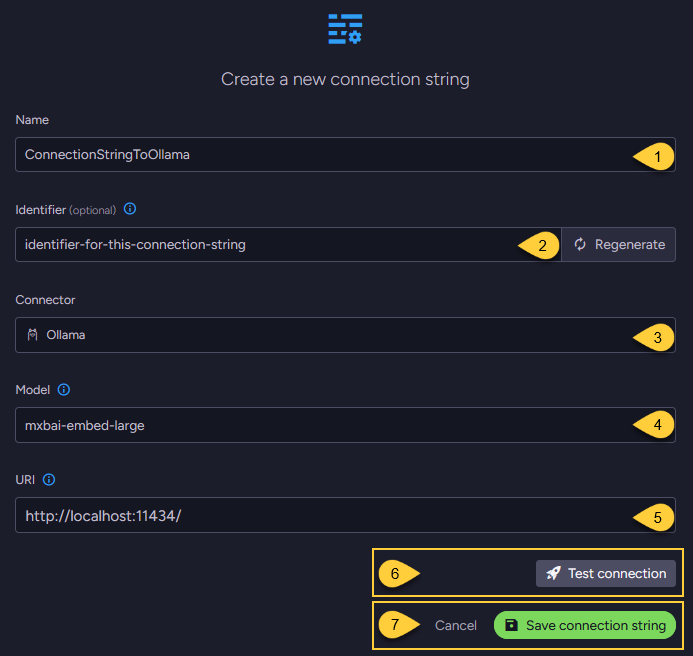 Create a new connection string
Name
ConnectionStringToOllama 1
Identifier (optional)
identifier-for-this-connection-string 2 Regenerate
Connector
Ollama 3
Model
mxbai-embed-large 4
URI
http://localhost:11434/ 5
6 Test connection
7 Cancel Save connection string